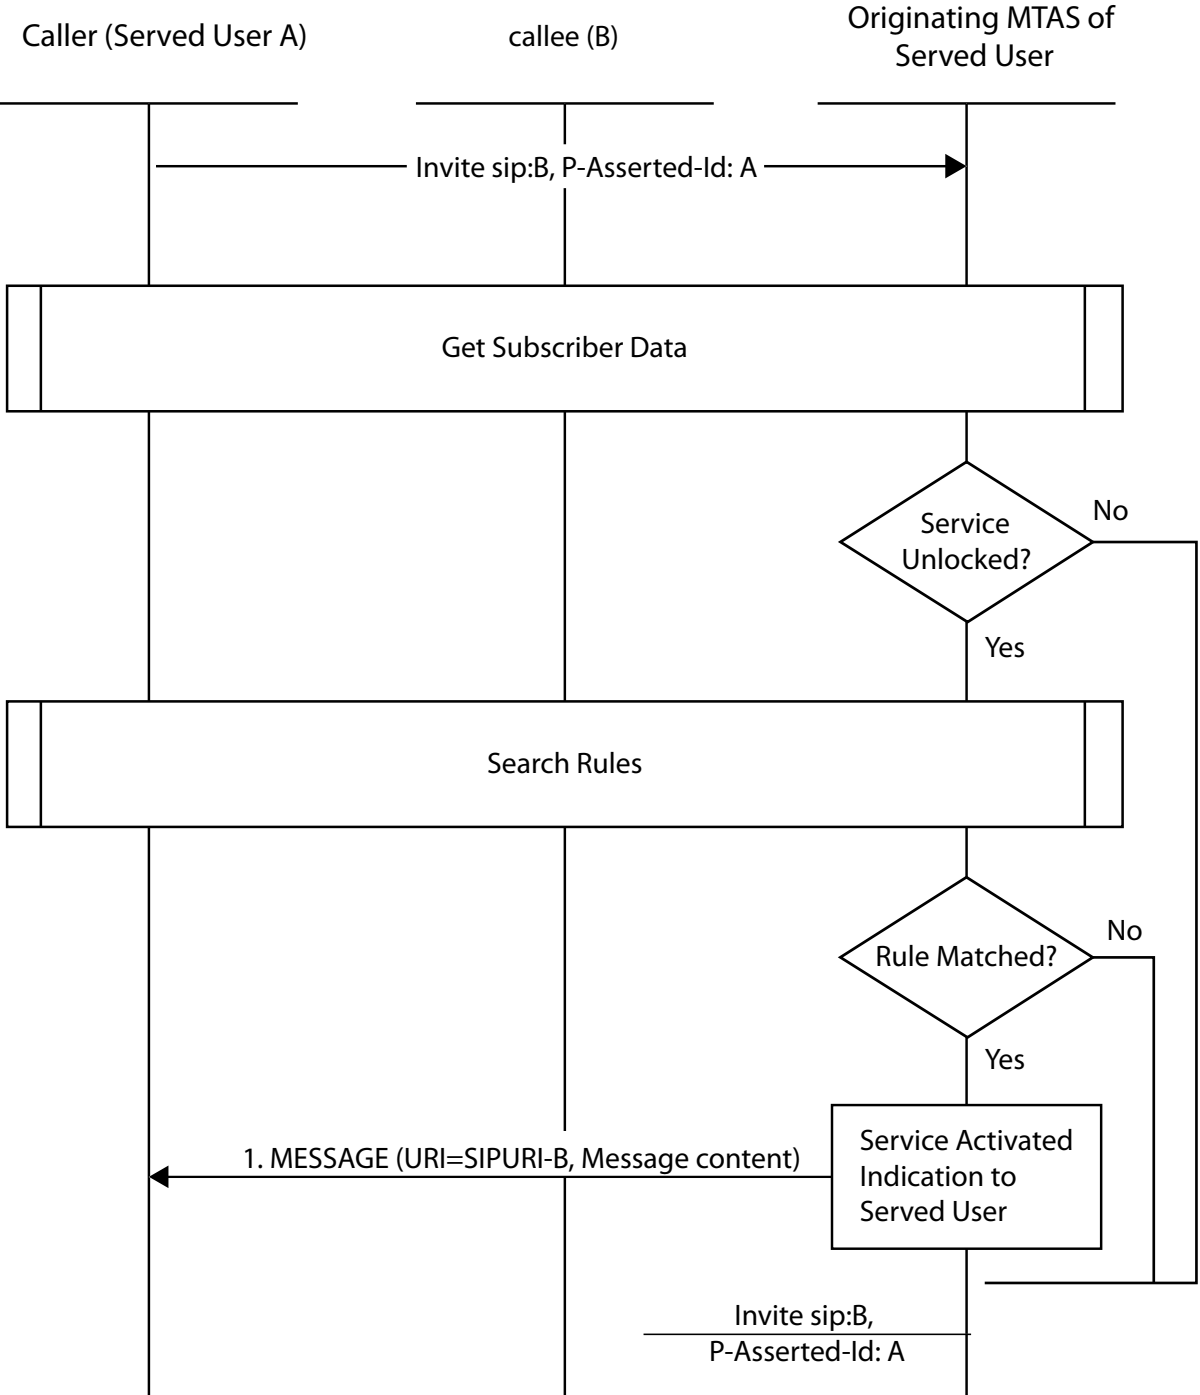 Caller (Served User A)
callee (B)
Originating MTAS of
Served User
Invite sip:B, P-Asserted-Id: A
Get Subscriber Data
Service
Unlocked?
No
Yes
Search Rules
Rule Matched?
No
Yes
Service Activated
Indication to
Served User
1. MESSAGE (URI=SIPURI-B, Message content)
Invite sip:B,
P-Asserted-Id: A